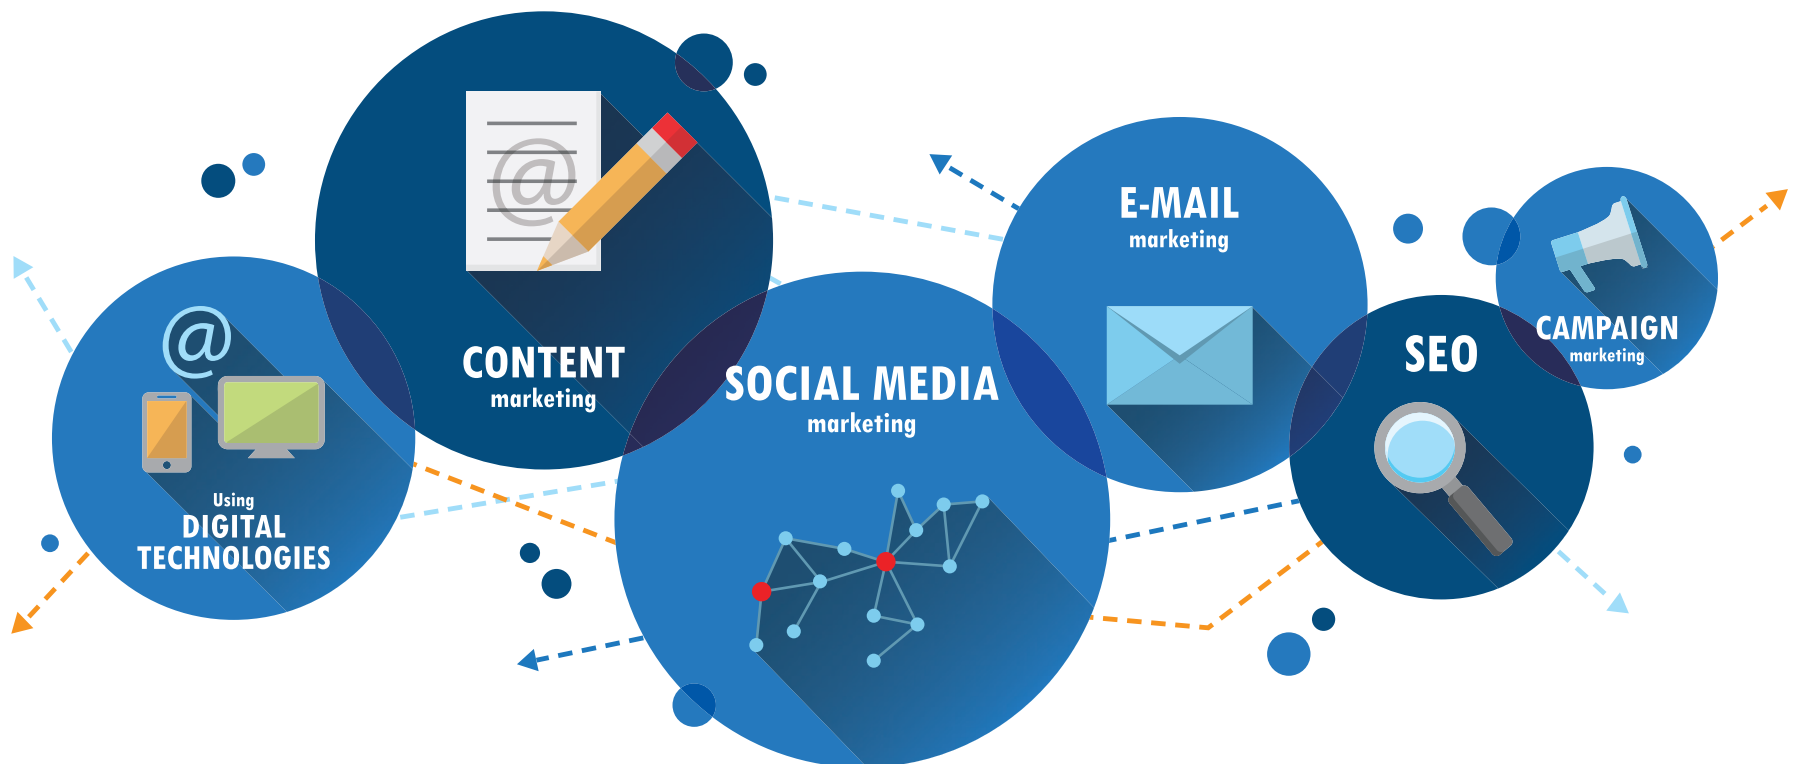 @
Using
DIGITAL
TECHNOLOGIES
@
CONTENT
marketing
SOCIAL MEDIA
marketing
E-MAIL
marketing
SEO
CAMPAIGN
marketing